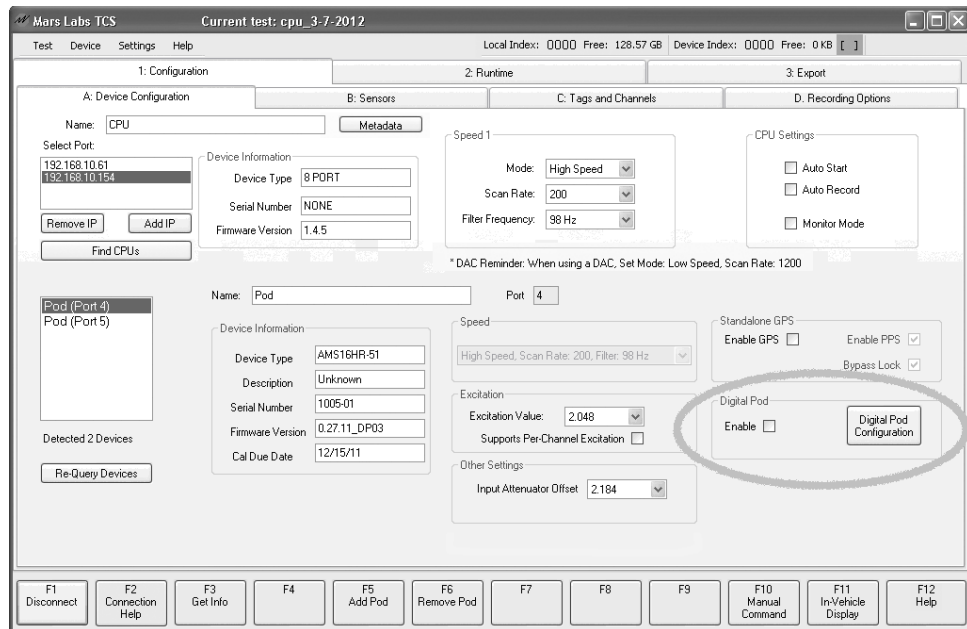 Mars Labs TCS Current test: cpu_3-7-2012
Test Device Settings Help Local Index: 0000 Free: 128.57 GB Device Index: 0000 Free: 0 KB [ ]
1: Configuration 2: Runtime 3: Export
A: Device Configuration B: Sensors C: Tags and Channels D. Recording Options
Name: CPU Metadata
Select Port:
192.168.10.61
192.168.10.154
Remove IP Add IP
Find CPUs
Device Information
Device Type 8 PORT
Serial Number NONE
Firmware Version 1.4.5
Speed 1
Mode: High Speed
Scan Rate: 200
Filter Frequency: 98 Hz
CPU Settings
Auto Start
Auto Record
Monitor Mode
* DAC Reminder: When using a DAC, Set Mode: Low Speed, Scan Rate: 1200
Pod (Port 4)
Pod (Port 5)
Detected 2 Devices
Re-Query Devices
Name: Pod Port 4
Device Information
Device Type AMS16HR-51
Description Unknown
Serial Number 1005-01
Firmware Version 0.27.11_DP03
Cal Due Date 12/15/11
Speed
High Speed, Scan Rate: 200, Filter: 98 Hz
Excitation
Excitation Value: 2.048
Supports Per-Channel Excitation
Other Settings
Input Attenuator Offset 2.184
Standalone GPS
Enable GPS Enable PPS
Bypass Lock
Digital Pod
Enable Digital Pod
Configuration
F1
Disconnect
F2
Connection
Help
F3
Get Info
F4
F5
Add Pod
F6
Remove Pod
F7
F8
F9
F10
Manual
Command
F11
In-Vehicle
Display
F12
Help